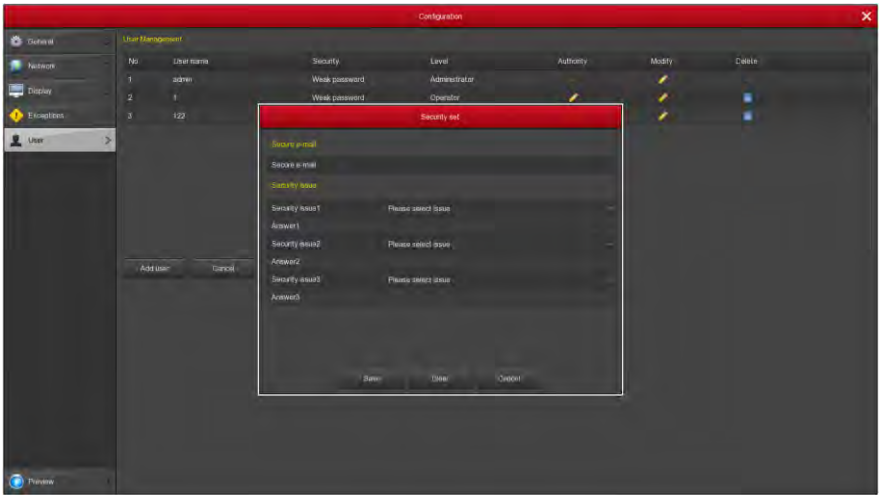 Configuration
General
Network
Display
Exceptions
User
Preview
User Management
No. User name Security Level Authority Modify Delete
1 admin Weak password Administrator
2 1 Weak password Operator
3 122
Add user Cancel
Security set
Secure e-mail
Secure e-mail
Security issue
Security issue1 Please select issue
Answer1
Security issue2 Please select issue
Answer2
Security issue3 Please select issue
Answer3
Save Clear Cancel